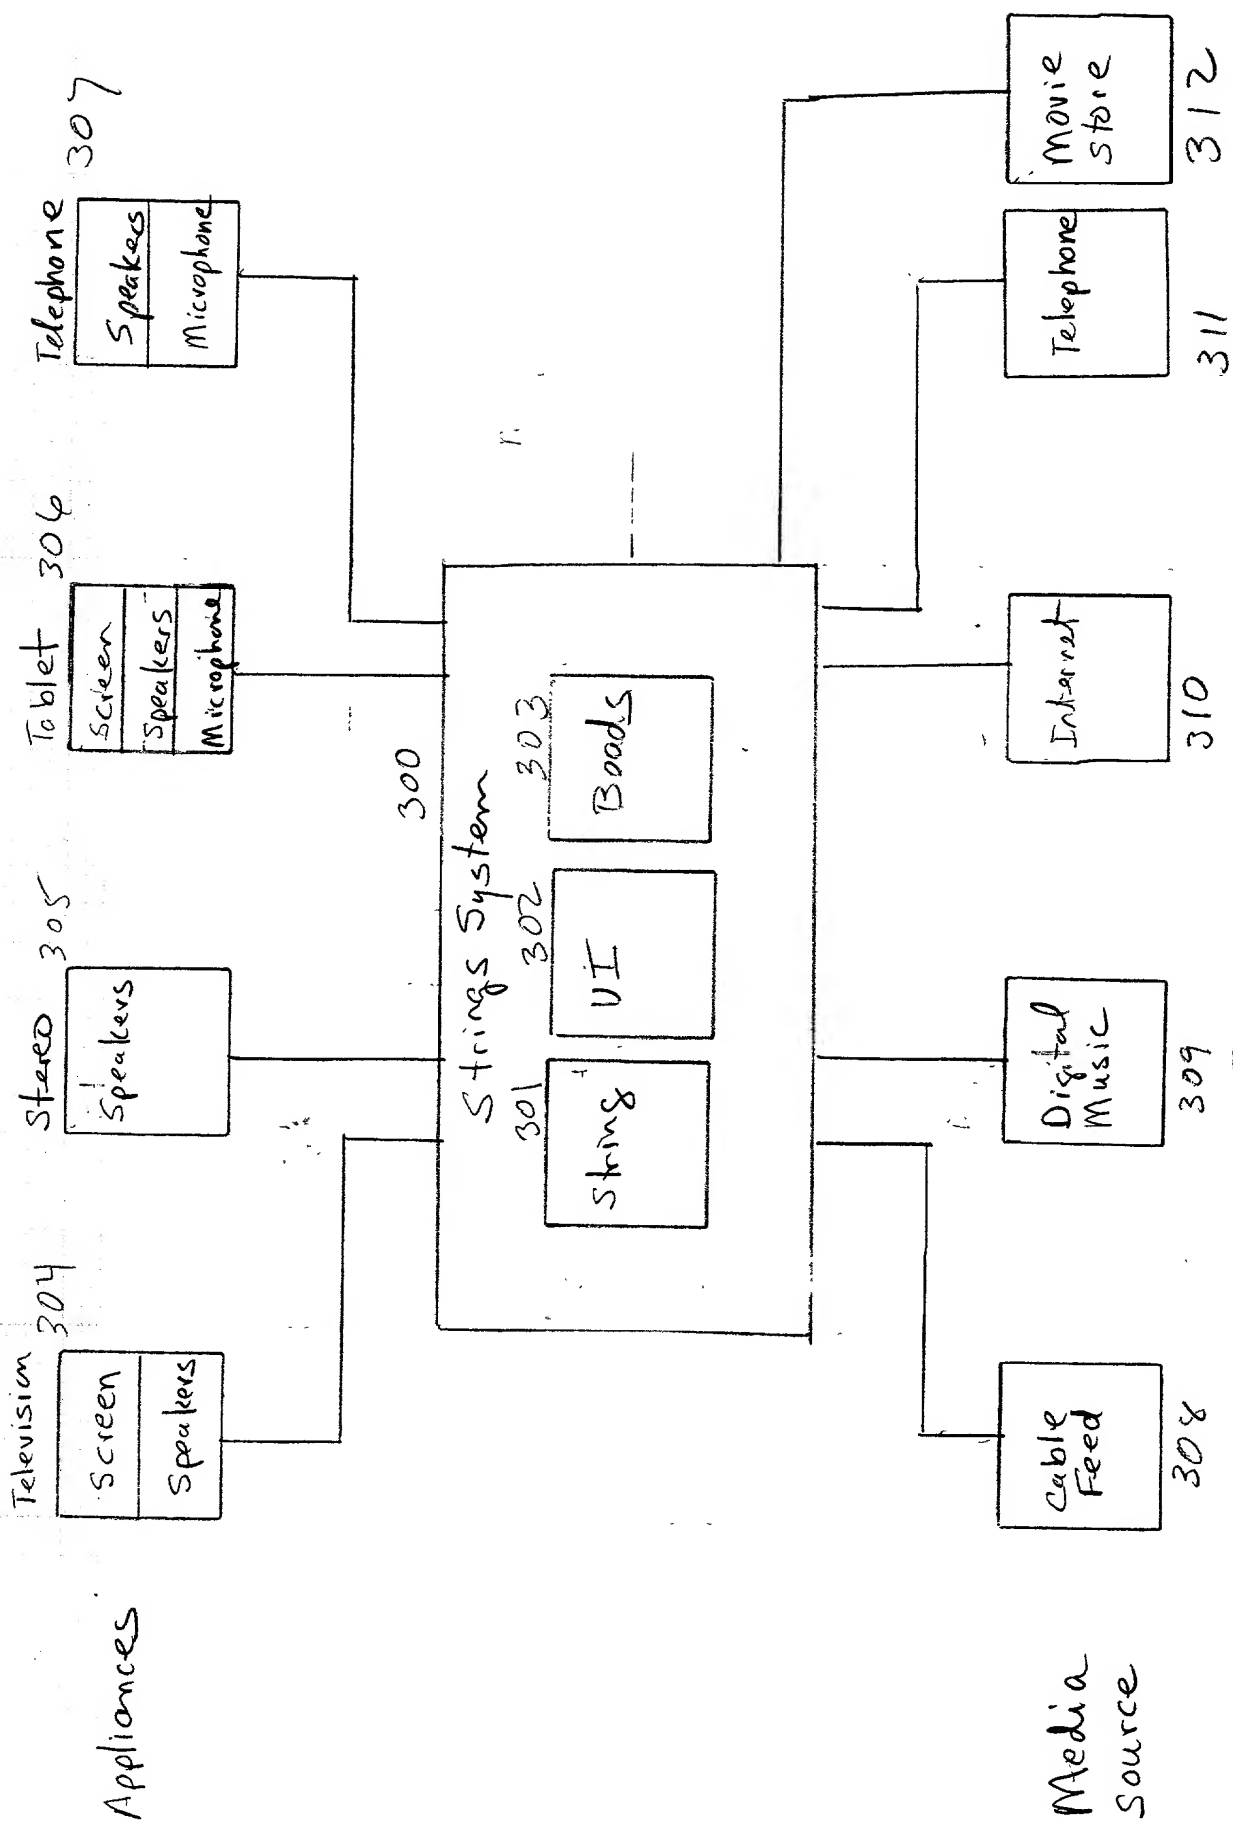 Appliances
Television 304
Screen
Speakers
Stereo 305
Speakers
Tablet 306
Screen
Speakers
Microphone
Telephone 307
Speakers
Microphone
300
Strings System
301
String
302
UI
303
Boads
Media
Source
Cable
Feed
308
Digital
Music
309
Internet
310
Telephone
311
Movie
Store
312